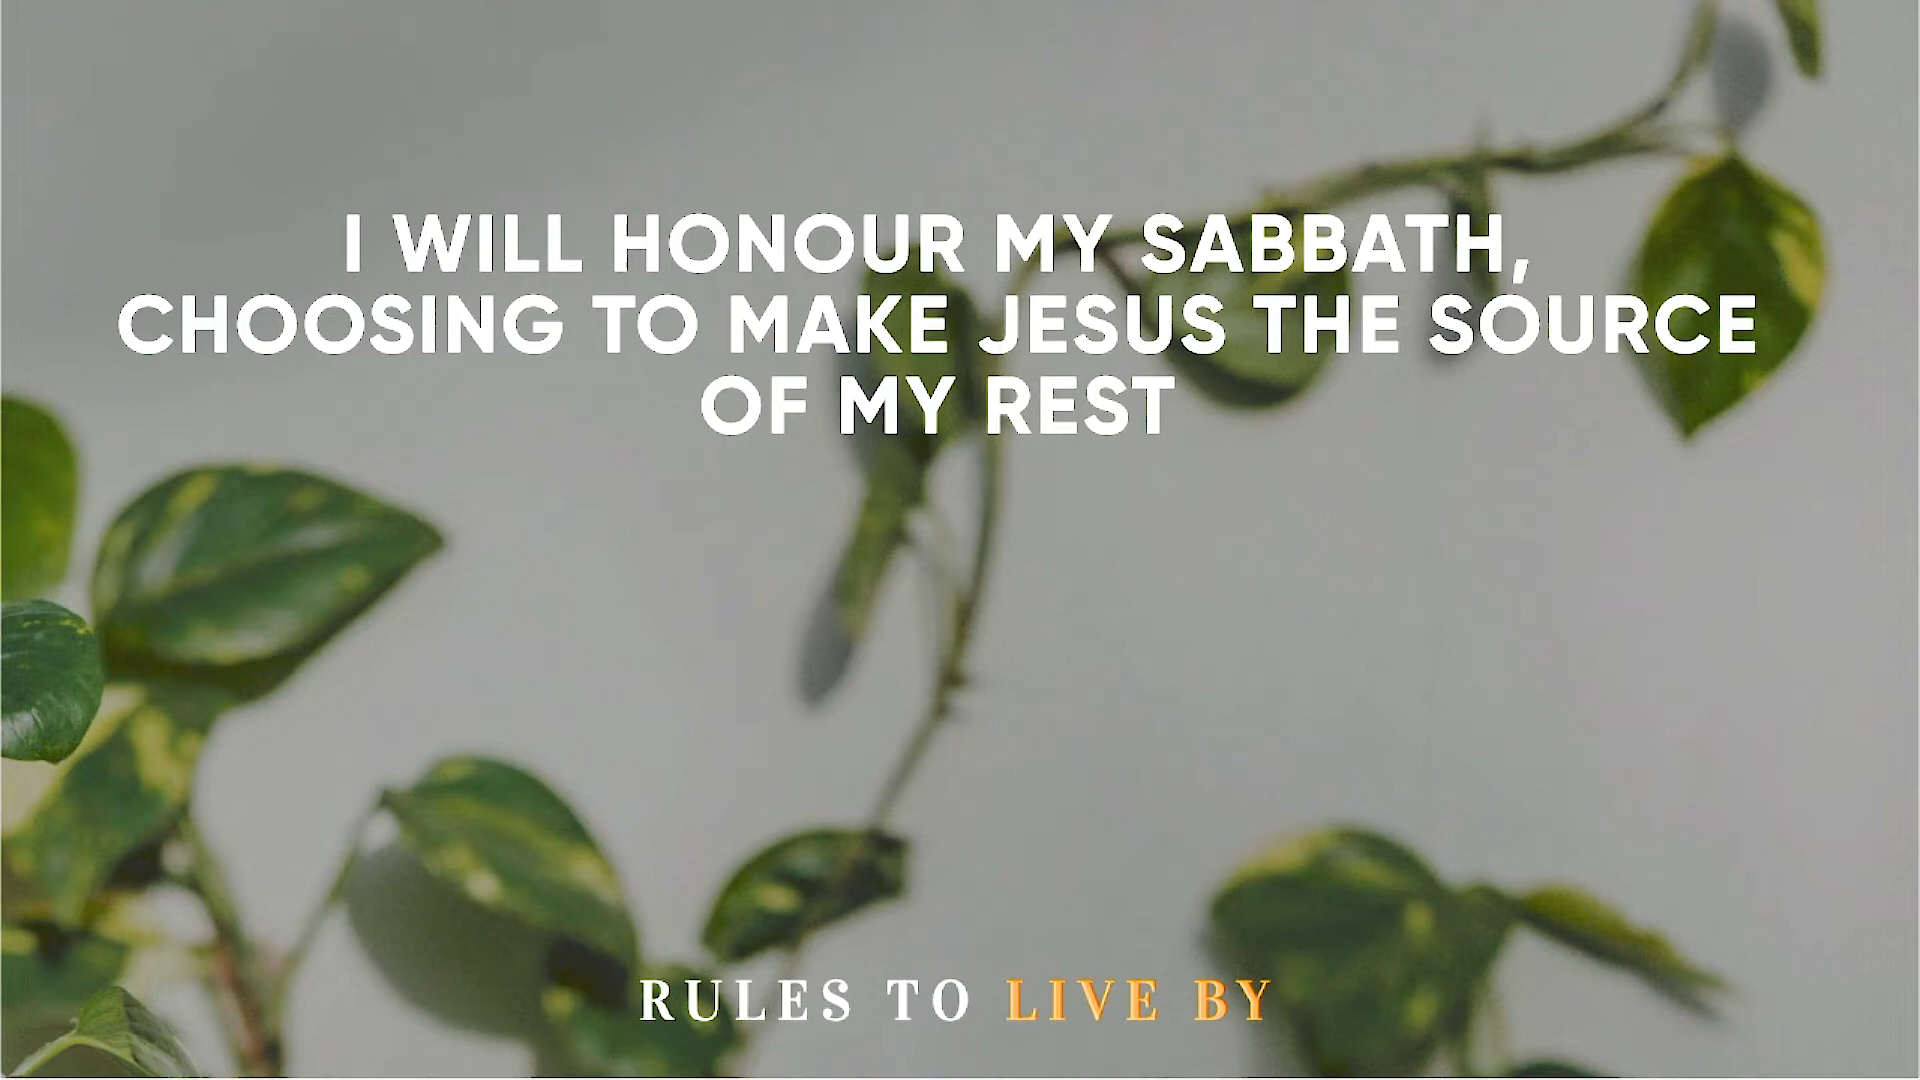 I WILL HONOUR MY SABBATH,
CHOOSING TO MAKE JESUS THE SOURCE
OF MY REST
RULES TO LIVE BY